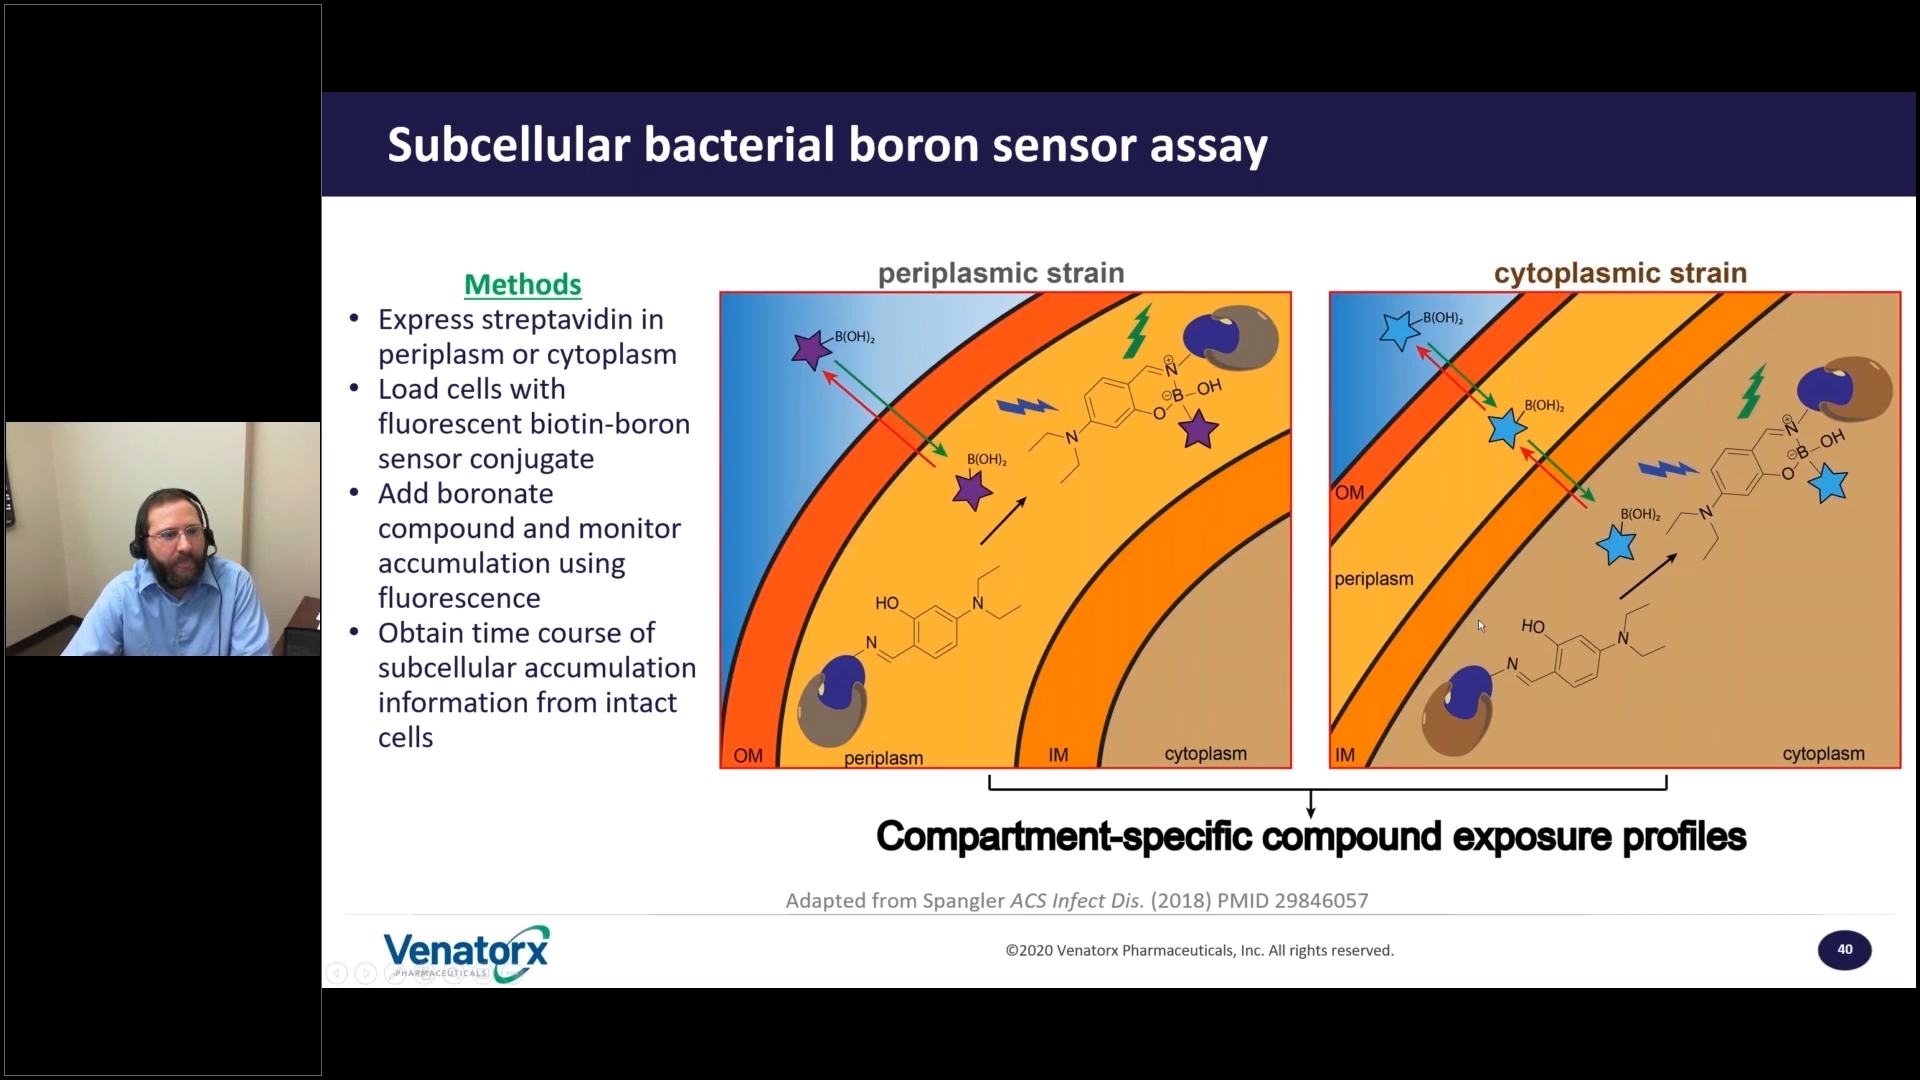 Subcellular bacterial boron sensor assay
Methods
• Express streptavidin in
periplasm or cytoplasm
• Load cells with
fluorescent biotin-boron
sensor conjugate
• Add boronate
compound and monitor
accumulation using
fluorescence
• Obtain time course of
subcellular accumulation
information from intact
cells
periplasmic strain
B(OH)₂
B(OH)₂
⊕
N
⊖
B
OH
O
N
HO
N
N
OM
periplasm
IM
cytoplasm
cytoplasmic strain
B(OH)₂
B(OH)₂
B(OH)₂
⊕
N
⊖
B
OH
O
N
HO
N
N
OM
periplasm
IM
cytoplasm
Compartment-specific compound exposure profiles
Adapted from Spangler ACS Infect Dis. (2018) PMID 29846057
Venatorx
PHARMACEUTICALS
©2020 Venatorx Pharmaceuticals, Inc. All rights reserved.
40